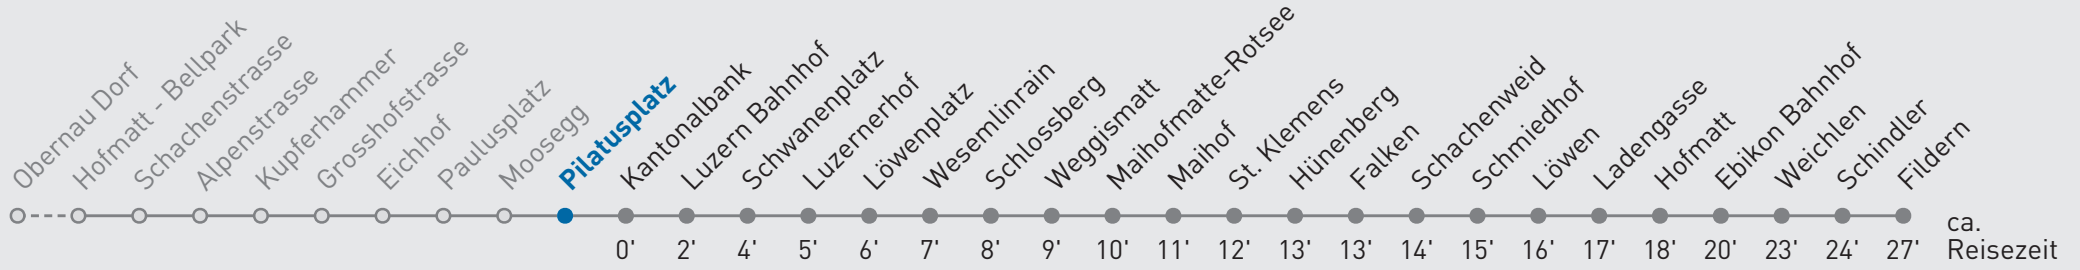 Obernau Dorf
Hofmatt - Bellpark
Schachenstrasse
Alpenstrasse
Kupferhammer
Grosshofstrasse
Eichhof
Paulusplatz
Moosegg
Pilatusplatz
Kantonalbank
Luzern Bahnhof
Schwanenplatz
Luzernerhof
Löwenplatz
Wesemlinrain
Schlossberg
Weggismatt
Maihofmatte-Rotsee
Maihof
St. Klemens
Hünenberg
Falken
Schachenweid
Schmiedhof
Löwen
Ladengasse
Hofmatt
Ebikon Bahnhof
Weichlen
Schindler
Fildern
0' 2' 4' 5' 6' 7' 8' 9' 10' 11' 12' 13' 13' 14' 15' 16' 17' 18' 20' 23' 24' 27'
ca.
Reisezeit